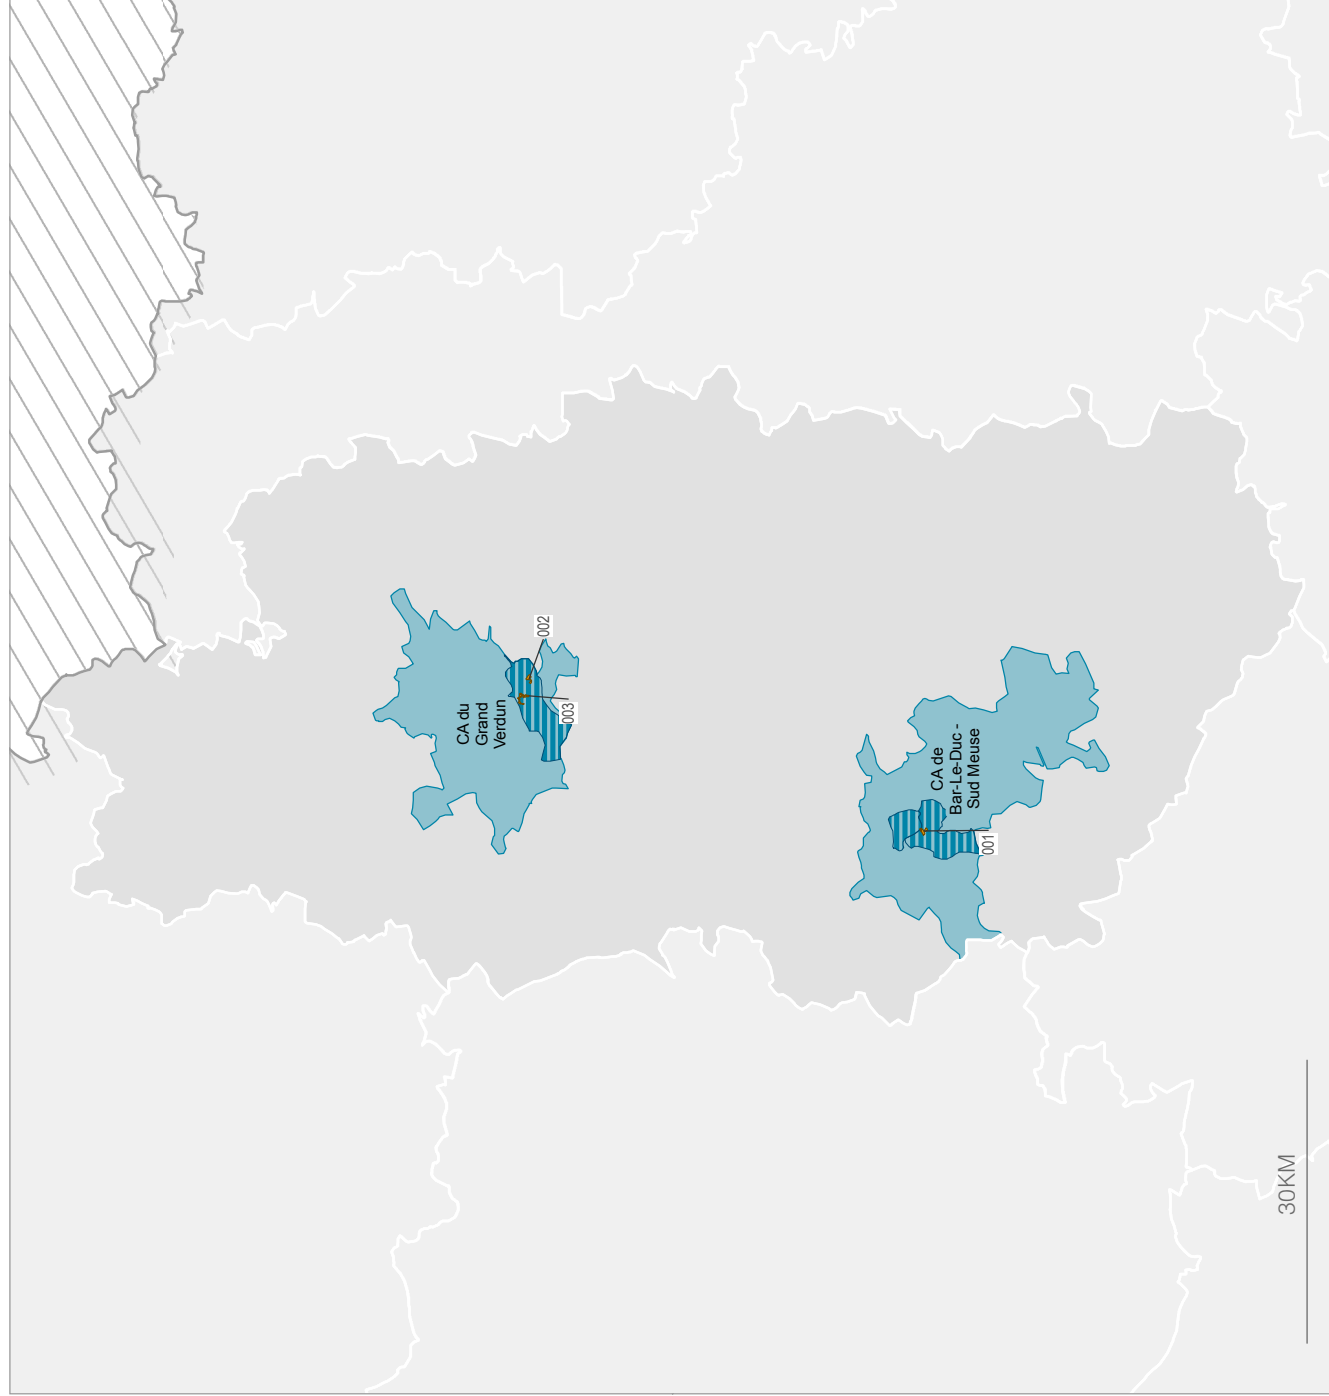 CA du
Grand
Verdun
002
003
CA de
Bar-Le-Duc -
Sud Meuse
001
30KM